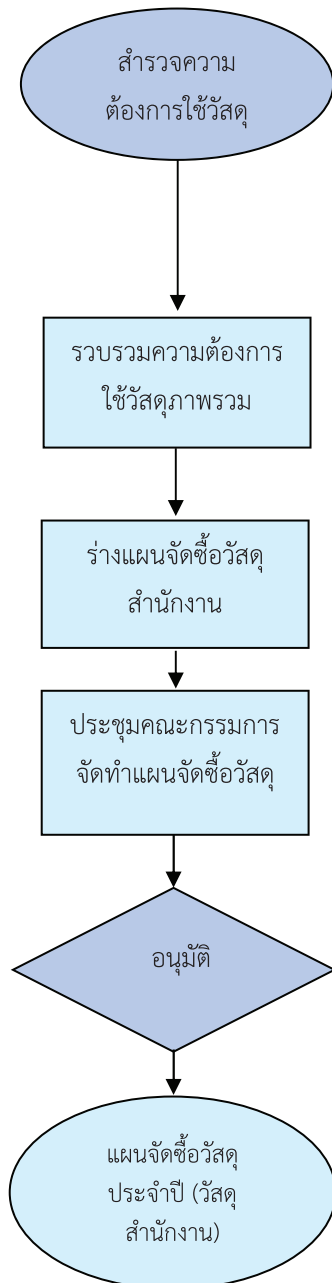 สำรวจความ
ต้องการใช้วัสดุ
รวบรวมความต้องการ
ใช้วัสดุภาพรวม
ร่างแผนจัดซื้อวัสดุ
สำนักงาน
ประชุมคณะกรรมการ
จัดทำแผนจัดซื้อวัสดุ
อนุมัติ
แผนจัดซื้อวัสดุ
ประจำปี (วัสดุ
สำนักงาน)